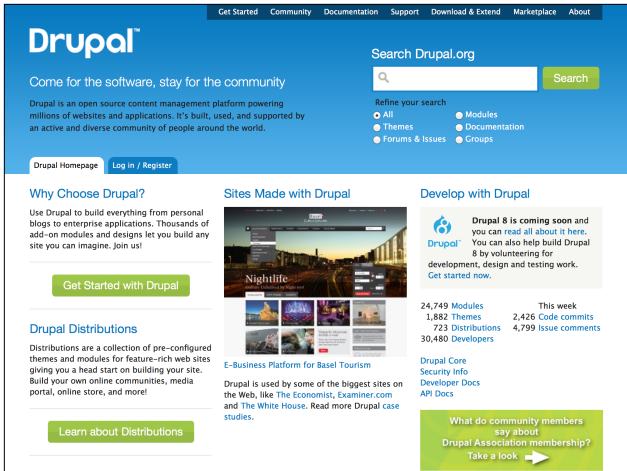 Get Started Community Documentation Support Download & Extend Marketplace About
Drupal™
Come for the software, stay for the community
Drupal is an open source content management platform powering
millions of websites and applications. It's built, used, and supported by
an active and diverse community of people around the world.
Search Drupal.org
Search
Refine your search
All Modules
Themes Documentation
Forums & Issues Groups
Drupal Homepage Log in / Register
Why Choose Drupal?
Use Drupal to build everything from personal
blogs to enterprise applications. Thousands of
add-on modules and designs let you build any
site you can imagine. Join us!
Get Started with Drupal
Drupal Distributions
Distributions are a collection of pre-configured
themes and modules for feature-rich web sites
giving you a head start on building your site.
Build your own online communities, media
portal, online store, and more!
Learn about Distributions
Sites Made with Drupal
Nightlife
E-Business Platform for Basel Tourism
Drupal is used by some of the biggest sites on
the Web, like The Economist, Examiner.com
and The White House. Read more Drupal case
studies.
Develop with Drupal
Drupal™
Drupal 8 is coming soon and
you can read all about it here.
You can also help build Drupal
8 by volunteering for
development, design and testing work.
Get started now.
24,749 Modules
1,882 Themes
723 Distributions
30,480 Developers
This week
2,426 Code commits
4,799 Issue comments
Drupal Core
Security Info
Developer Docs
API Docs
What do community members
say about
Drupal Association membership?
Take a look